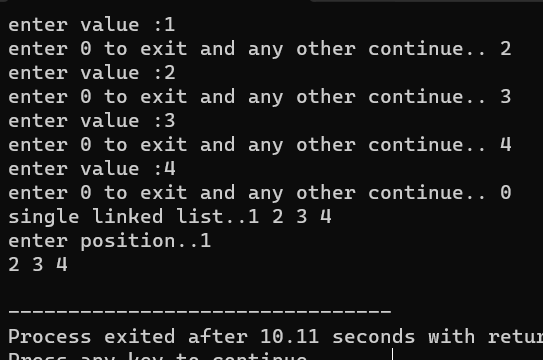 enter value :1
enter 0 to exit and any other continue.. 2
enter value :2
enter 0 to exit and any other continue.. 3
enter value :3
enter 0 to exit and any other continue.. 4
enter value :4
enter 0 to exit and any other continue.. 0
single linked list..1 2 3 4
enter position..1
2 3 4
--------------------------------
Process exited after 10.11 seconds with retur
Press any key to continue